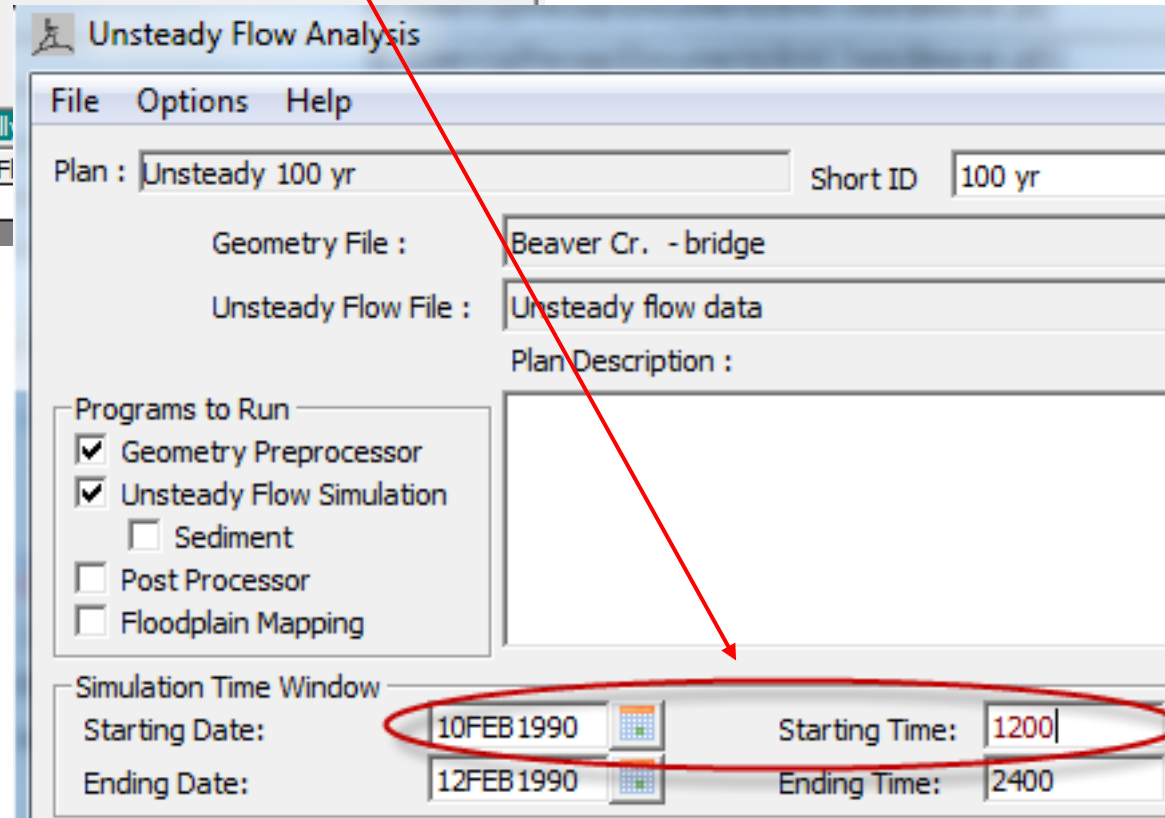 Unsteady Flow Analysis
File Options Help
Plan : Unsteady 100 yr Short ID 100 yr
Geometry File : Beaver Cr. - bridge
Unsteady Flow File : Unsteady flow data
Plan Description :
Programs to Run
Geometry Preprocessor
Unsteady Flow Simulation
Sediment
Post Processor
Floodplain Mapping
Simulation Time Window
Starting Date: 10FEB1990 Starting Time: 1200
Ending Date: 12FEB1990 Ending Time: 2400